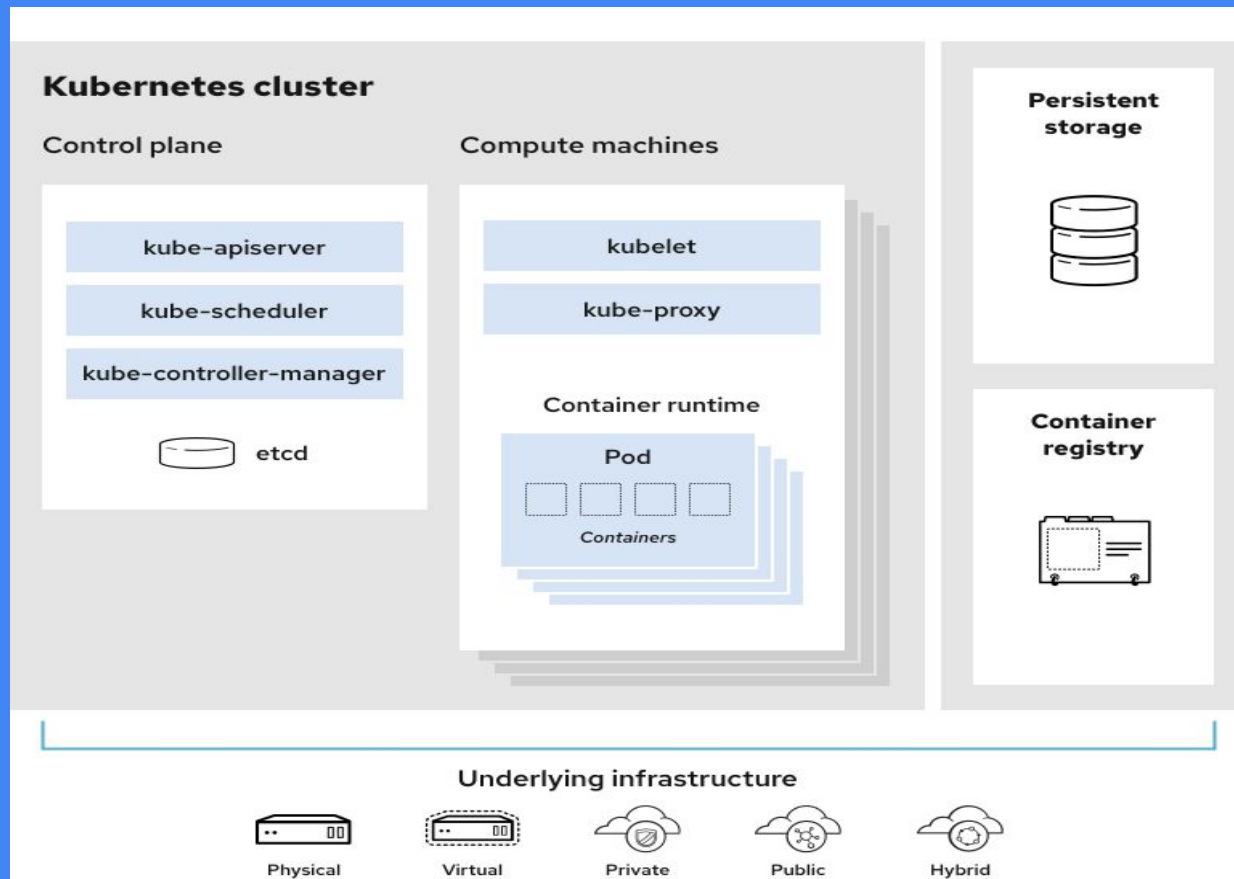 Kubernetes cluster
Control plane
kube-apiserver
kube-scheduler
kube-controller-manager
etcd
Compute machines
kubelet
kube-proxy
Container runtime
Pod
Containers
Persistent
storage
Container
registry
Underlying infrastructure
Physical
Virtual
Private
Public
Hybrid